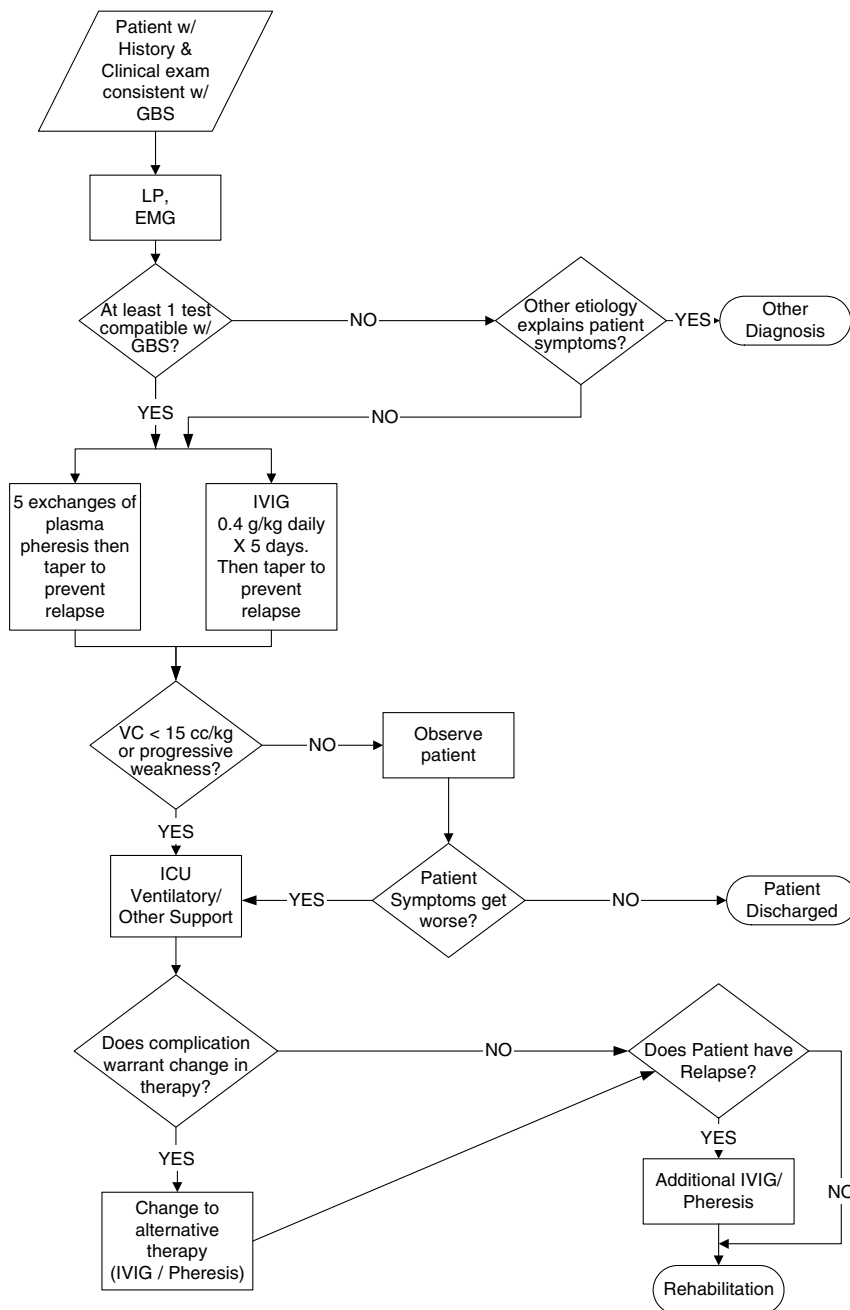 Patient w/
History &
Clinical exam
consistent w/
GBS
LP,
EMG
At least 1 test
compatible w/
GBS?
NO
Other etiology
explains patient
symptoms?
YES
Other
Diagnosis
YES
NO
5 exchanges of
plasma
pheresis then
taper to
prevent
relapse
IVIG
0.4 g/kg daily
X 5 days.
Then taper to
prevent
relapse
VC < 15 cc/kg
or progressive
weakness?
NO
Observe
patient
YES
ICU
Ventilatory/
Other Support
YES
Patient
Symptoms get
worse?
NO
Patient
Discharged
Does complication
warrant change in
therapy?
NO
Does Patient have
Relapse?
YES
YES
NO
Change to
alternative
therapy
(IVIG / Pheresis)
Additional IVIG/
Pheresis
Rehabilitation